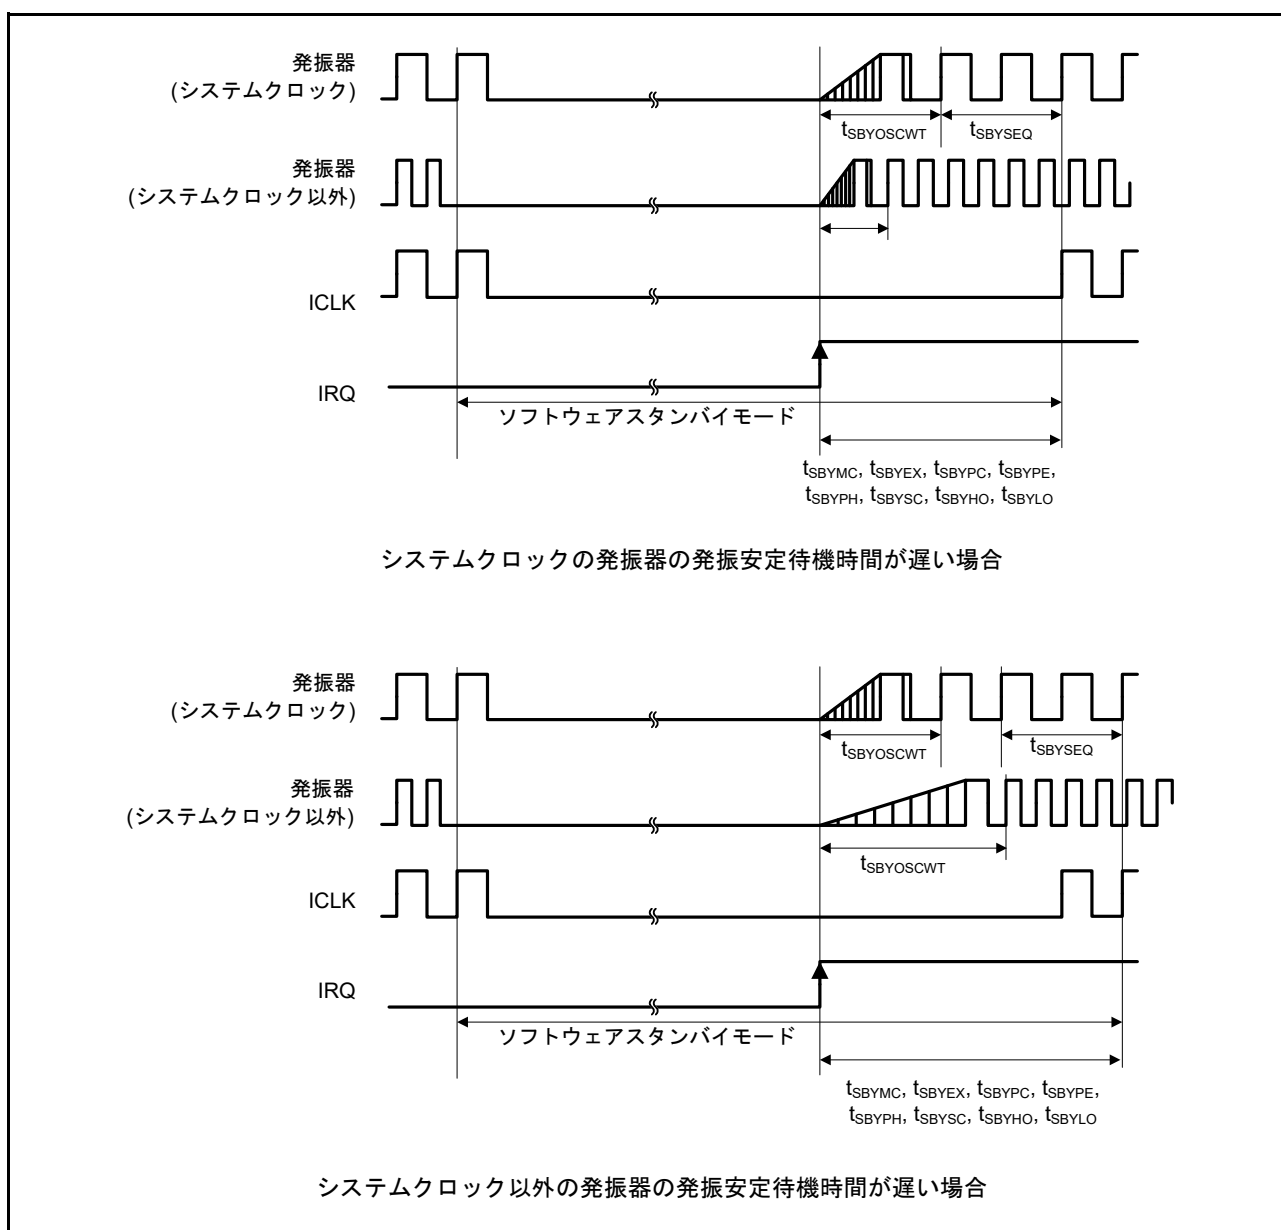 発振器
(システムクロック)
tSBYOSCWT
tSBYSEQ
発振器
(システムクロック以外)
ICLK
IRQ
ソフトウェアスタンバイモード
tSBYMC, tSBYEX, tSBYPC, tSBYPE,
tSBYPH, tSBYSC, tSBYHO, tSBYLO
システムクロックの発振器の発振安定待機時間が遅い場合
発振器
(システムクロック)
tSBYOSCWT
tSBYSEQ
発振器
(システムクロック以外)
tSBYOSCWT
ICLK
IRQ
ソフトウェアスタンバイモード
tSBYMC, tSBYEX, tSBYPC, tSBYPE,
tSBYPH, tSBYSC, tSBYHO, tSBYLO
システムクロック以外の発振器の発振安定待機時間が遅い場合